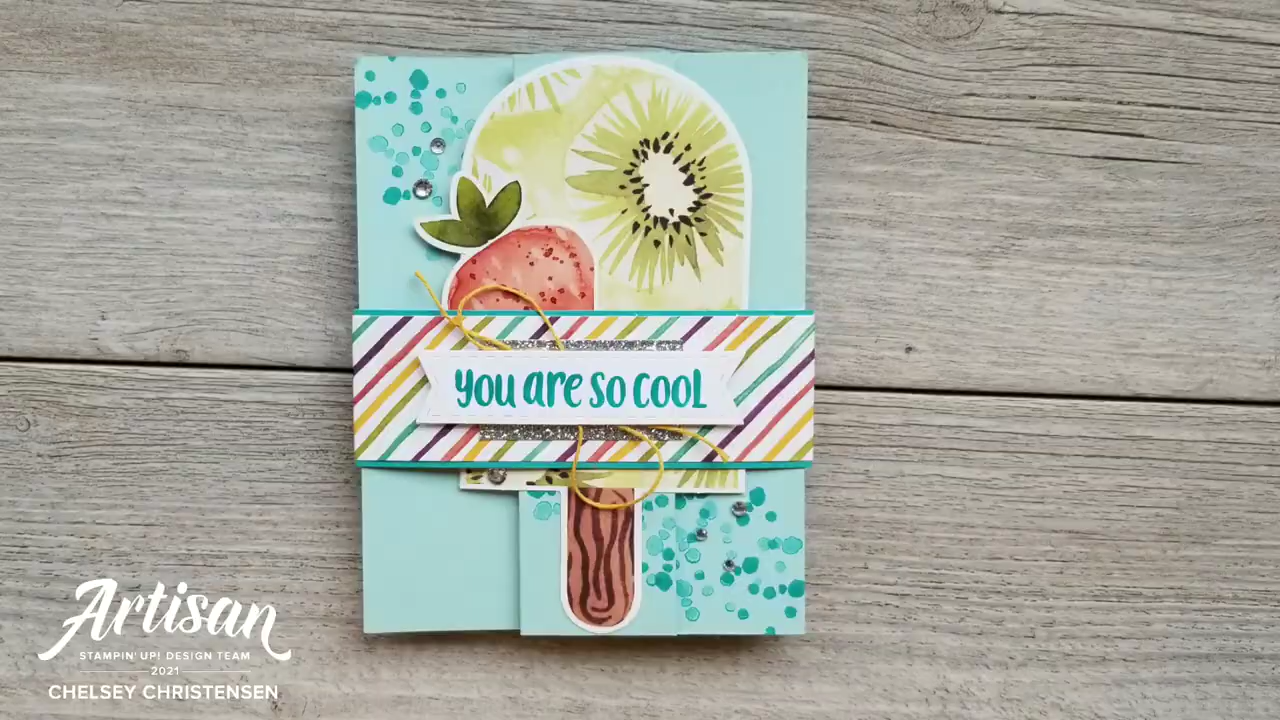 you are so cool
Artisan
STAMPIN' UP! DESIGN TEAM
2021
CHELSEY CHRISTENSEN